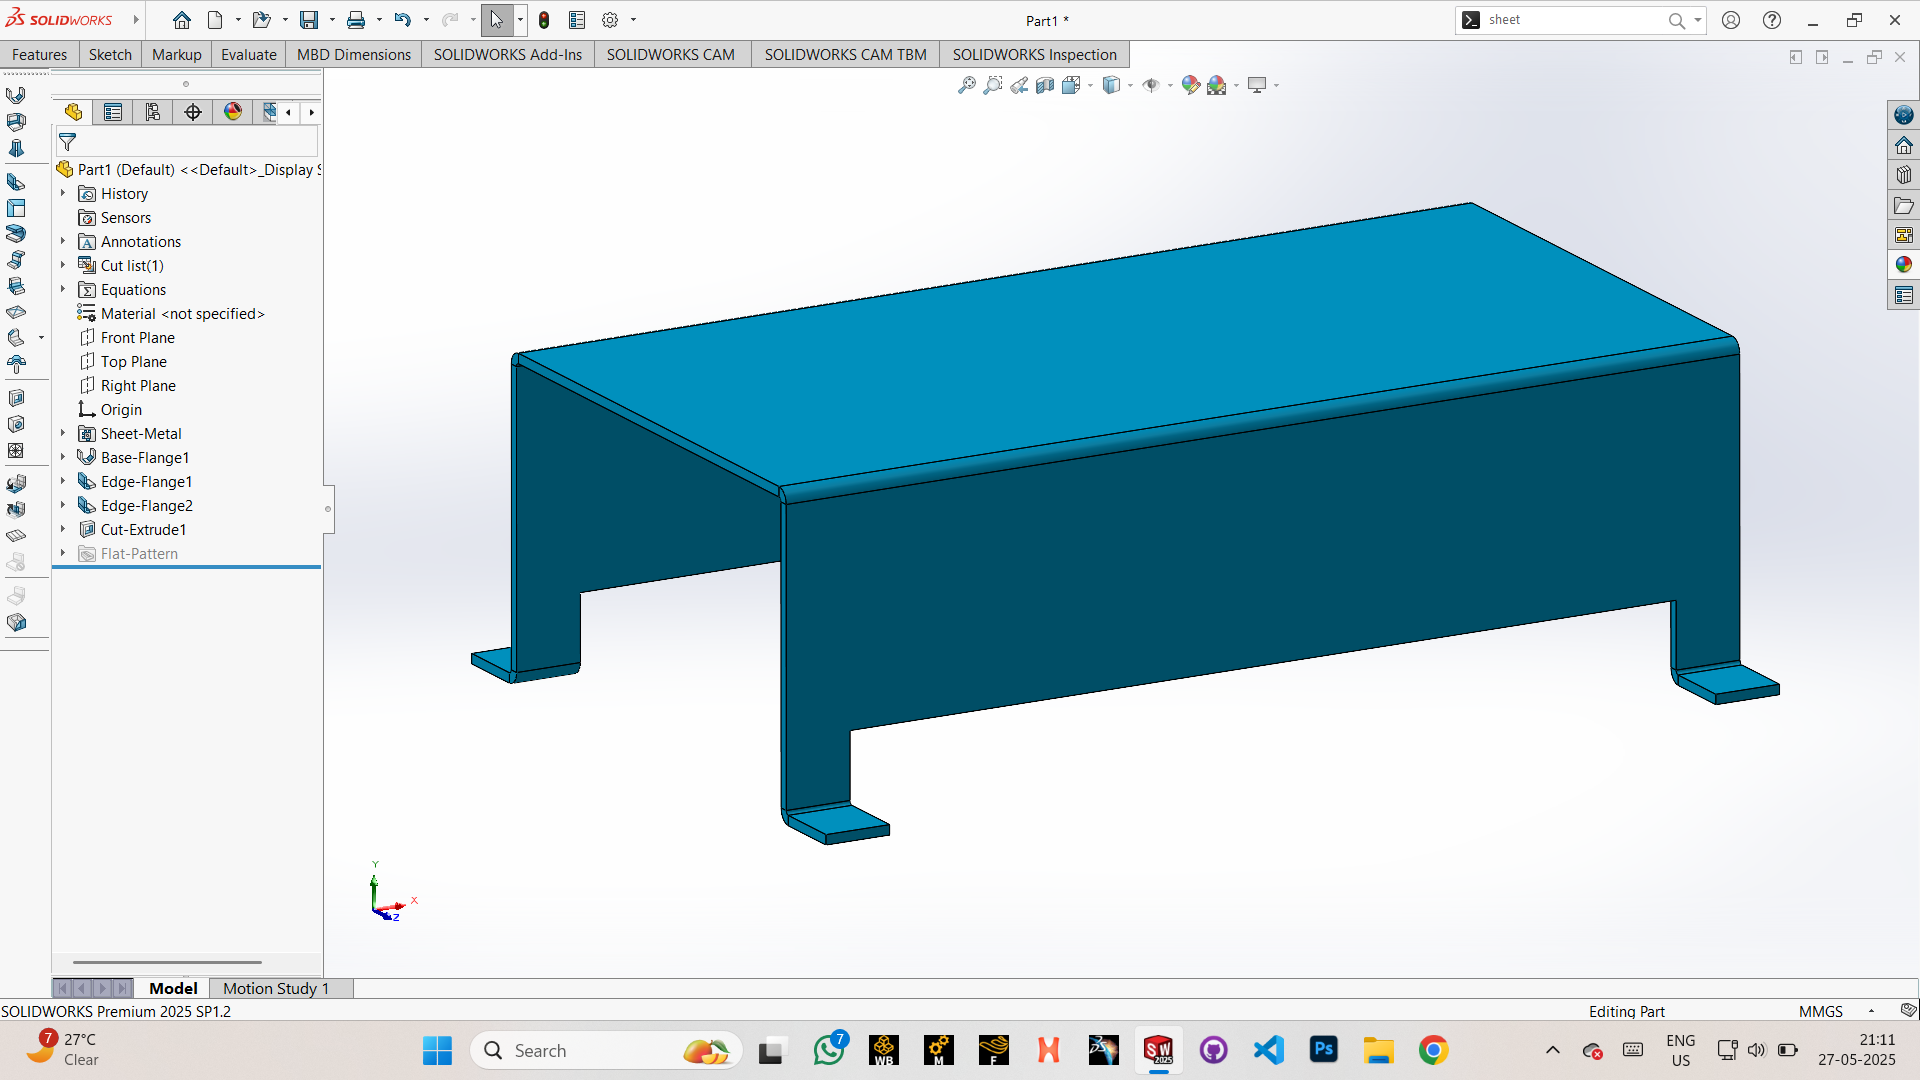 SOLIDWORKS
Part1 *
sheet
Features
Sketch
Markup
Evaluate
MBD Dimensions
SOLIDWORKS Add-Ins
SOLIDWORKS CAM
SOLIDWORKS CAM TBM
SOLIDWORKS Inspection
Part1 (Default) <<Default>_Display
History
Sensors
Annotations
Cut list(1)
Equations
Material <not specified>
Front Plane
Top Plane
Right Plane
Origin
Sheet-Metal
Base-Flange1
Edge-Flange1
Edge-Flange2
Cut-Extrude1
Flat-Pattern
Y
X
Z
Model
Motion Study 1
SOLIDWORKS Premium 2025 SP1.2
Editing Part
MMGS
7
27°C
Clear
Search
7
WB
M
F
SW
2025
Ps
ENG
US
21:11
27-05-2025